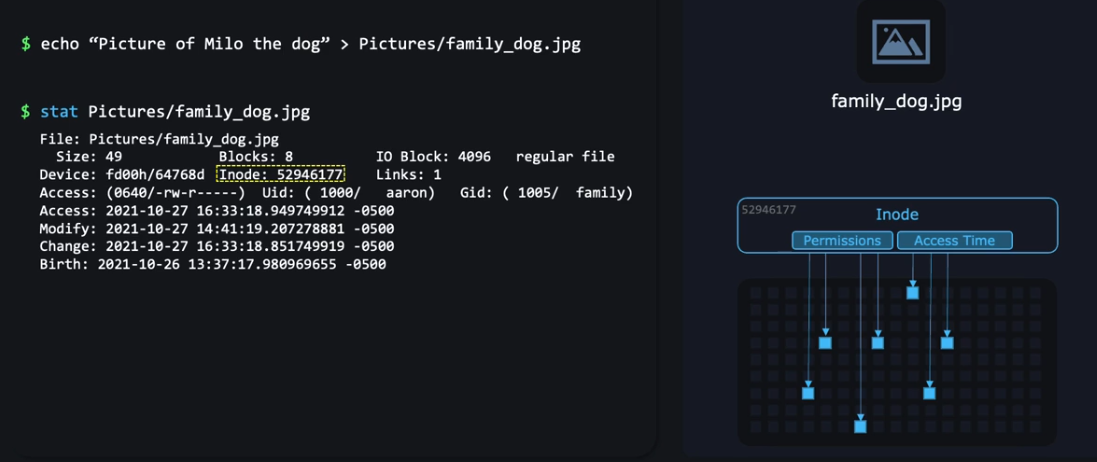 $ echo “Picture of Milo the dog” > Pictures/family_dog.jpg
$ stat Pictures/family_dog.jpg
File: Pictures/family_dog.jpg
Size: 49 Blocks: 8 IO Block: 4096 regular file
Device: fd00h/64768d Inode: 52946177 Links: 1
Access: (0640/-rw-r-----) Uid: ( 1000/ aaron) Gid: ( 1005/ family)
Access: 2021-10-27 16:33:18.949749912 -0500
Modify: 2021-10-27 14:41:19.207278881 -0500
Change: 2021-10-27 16:33:18.851749919 -0500
Birth: 2021-10-26 13:37:17.980969655 -0500
family_dog.jpg
52946177
Inode
Permissions Access Time